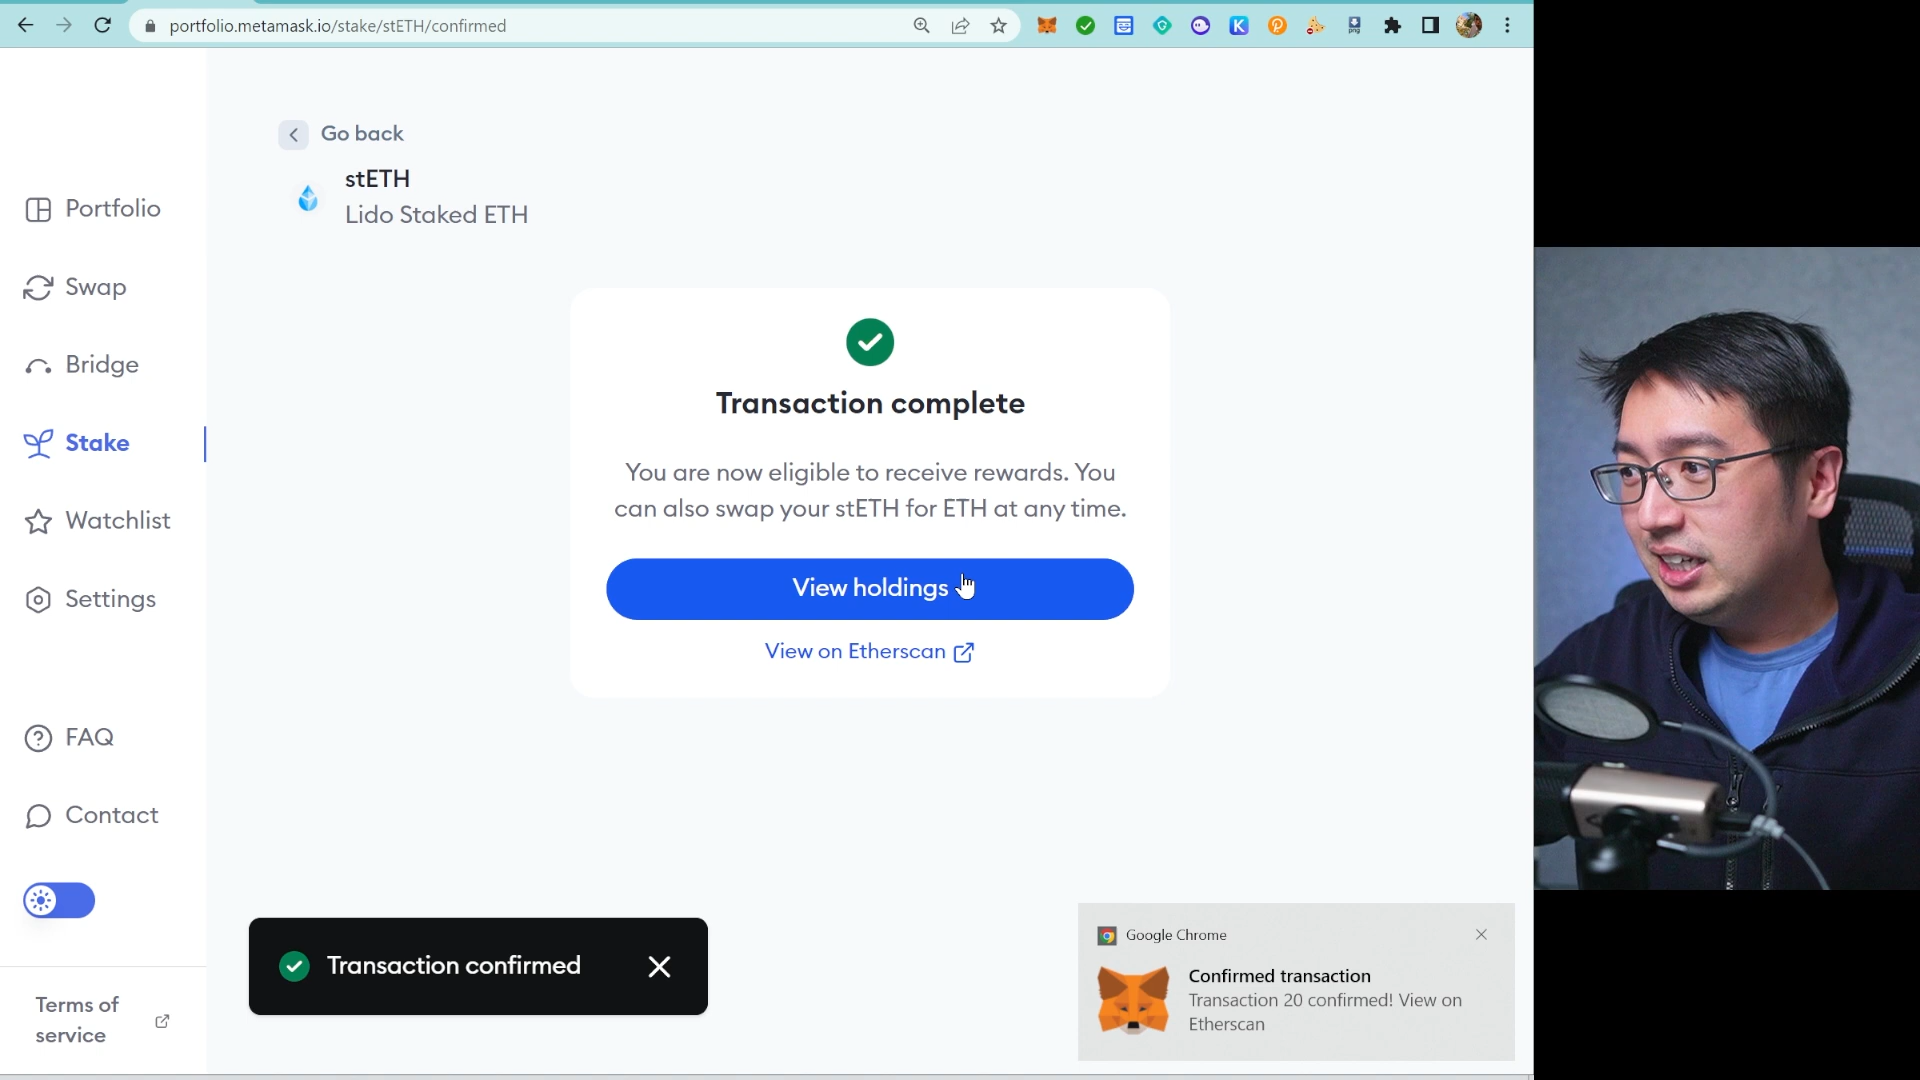 portfolio.metamask.io/stake/stETH/confirmed
K
Go back
stETH
Lido Staked ETH
Portfolio
Swap
Bridge
Stake
Watchlist
Settings
FAQ
Contact
Terms of
service
Transaction complete
You are now eligible to receive rewards. You
can also swap your stETH for ETH at any time.
View holdings
View on Etherscan
Transaction confirmed
Google Chrome
Confirmed transaction
Transaction 20 confirmed! View on
Etherscan